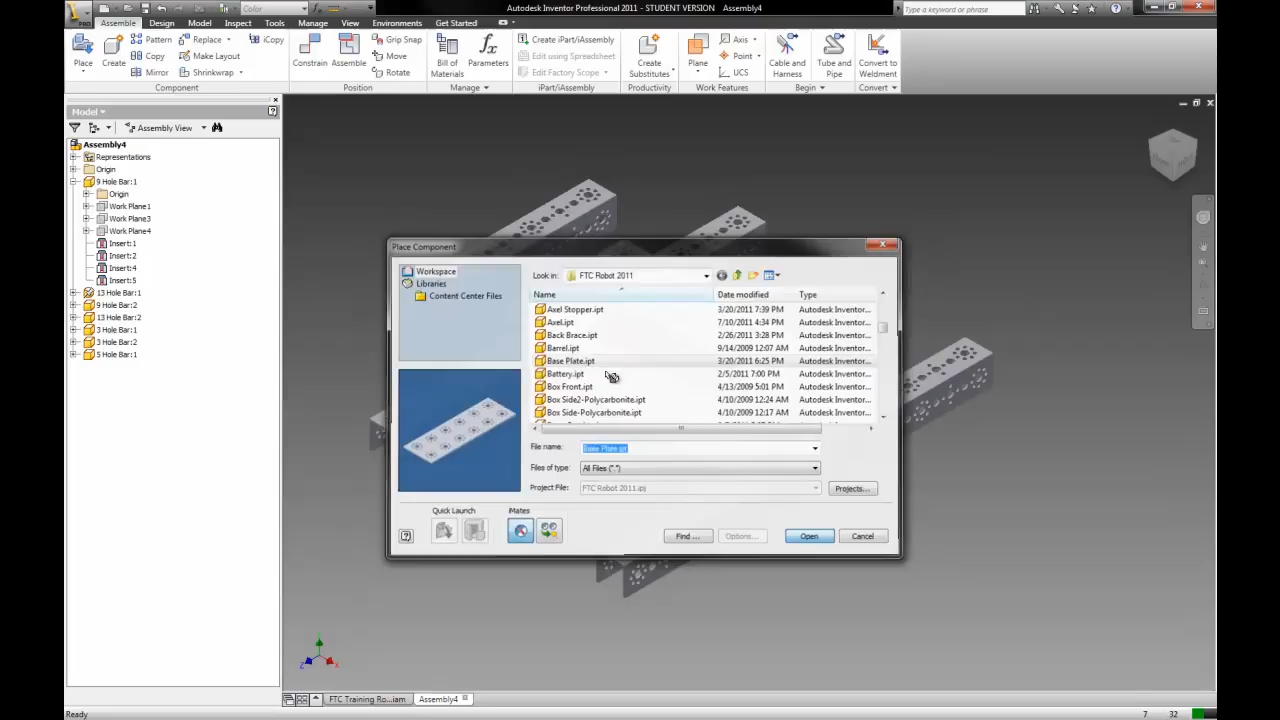 Color
Autodesk Inventor Professional 2011 - STUDENT VERSION Assembly4
Type a keyword or phrase
PRO
Assemble Design Model Inspect Tools Manage View Environments Get Started
Place
Create
Pattern
Copy
Mirror
Replace
Make Layout
Shrinkwrap
iCopy
Component
Constrain
Assemble
Grip Snap
Move
Rotate
Position
Bill of Materials
Parameters
Manage
Create iPart/iAssembly
Edit using Spreadsheet
Edit Factory Scope
iPart/iAssembly
Create Substitutes
Productivity
Plane
Axis
Point
UCS
Work Features
Cable and Harness
Tube and Pipe
Begin
Convert to Weldment
Convert
Model
Assembly View
Assembly4
Representations
Origin
9 Hole Bar:1
Origin
Work Plane1
Work Plane3
Work Plane4
Insert:1
Insert:2
Insert:4
Insert:5
13 Hole Bar:1
9 Hole Bar:2
13 Hole Bar:2
3 Hole Bar:1
3 Hole Bar:2
5 Hole Bar:1
Place Component
Workspace
Libraries
Content Center Files
Look in: FTC Robot 2011
Name Date modified Type
Axel Stopper.ipt 3/20/2011 7:39 PM Autodesk Inventor...
Axel.ipt 7/10/2011 4:34 PM Autodesk Inventor...
Back Brace.ipt 2/26/2011 3:28 PM Autodesk Inventor...
Barrel.ipt 9/14/2009 12:07 AM Autodesk Inventor...
Base Plate.ipt 3/20/2011 6:25 PM Autodesk Inventor...
Battery.ipt 2/5/2011 7:00 PM Autodesk Inventor...
Box Front.ipt 4/13/2009 5:01 PM Autodesk Inventor...
Box Side2-Polycarbonite.ipt 4/10/2009 12:24 AM Autodesk Inventor...
Box Side-Polycarbonite.ipt 4/10/2009 12:17 AM Autodesk Inventor...
File name: Base Plate.ipt
Files of type: All Files (*.*)
Project File: FTC Robot 2011.ipj Projects...
Quick Launch iMates
Find ... Options... Open Cancel
Z X
FTC Training Ro...iam Assembly4
Ready 7 32